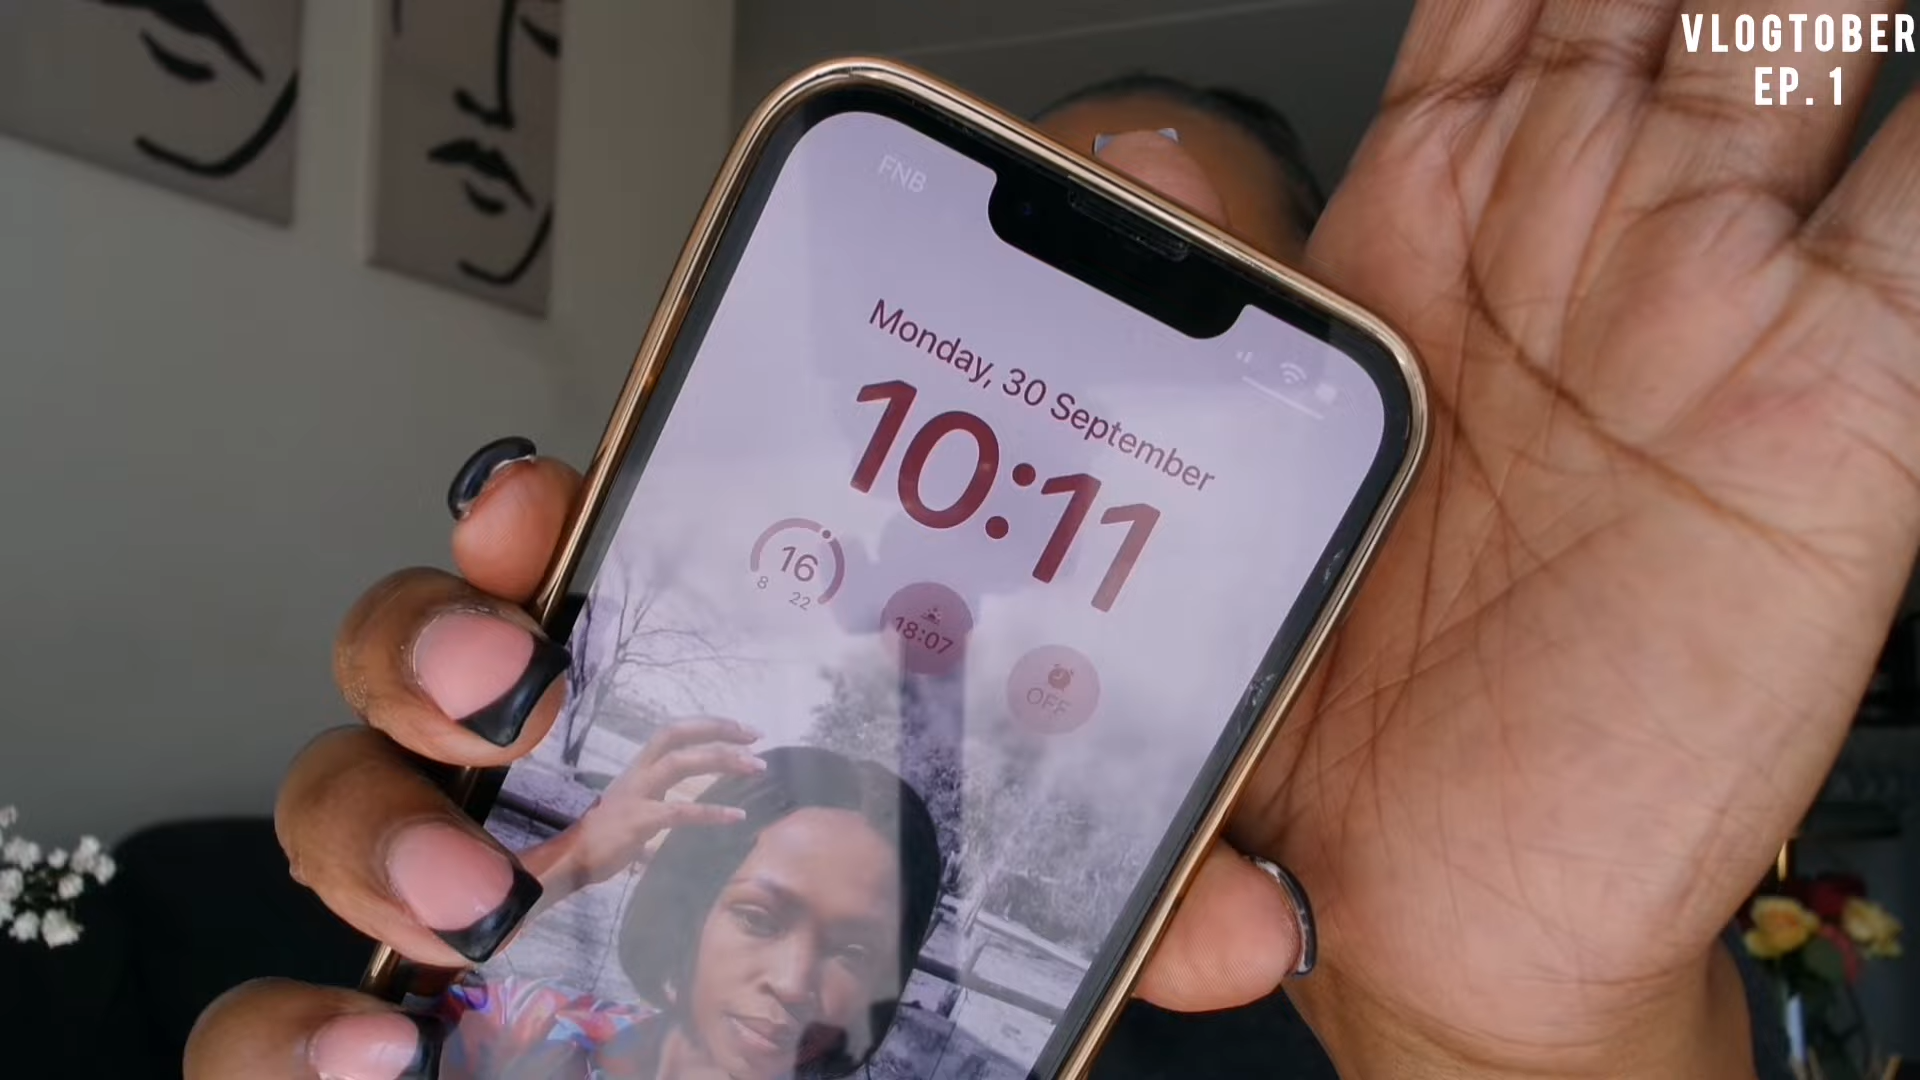 VLOGTOBER
EP. 1
FNB
Monday, 30 September
10:11
16
8 22
18:07
OFF